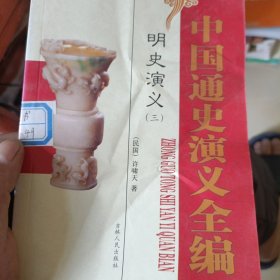 中国通史演义全编
ZHONG GUO TONG SHI YAN YI QUAN BIAN
明史演义
(三)
(民国) 许啸天 著
吉林人民出版社